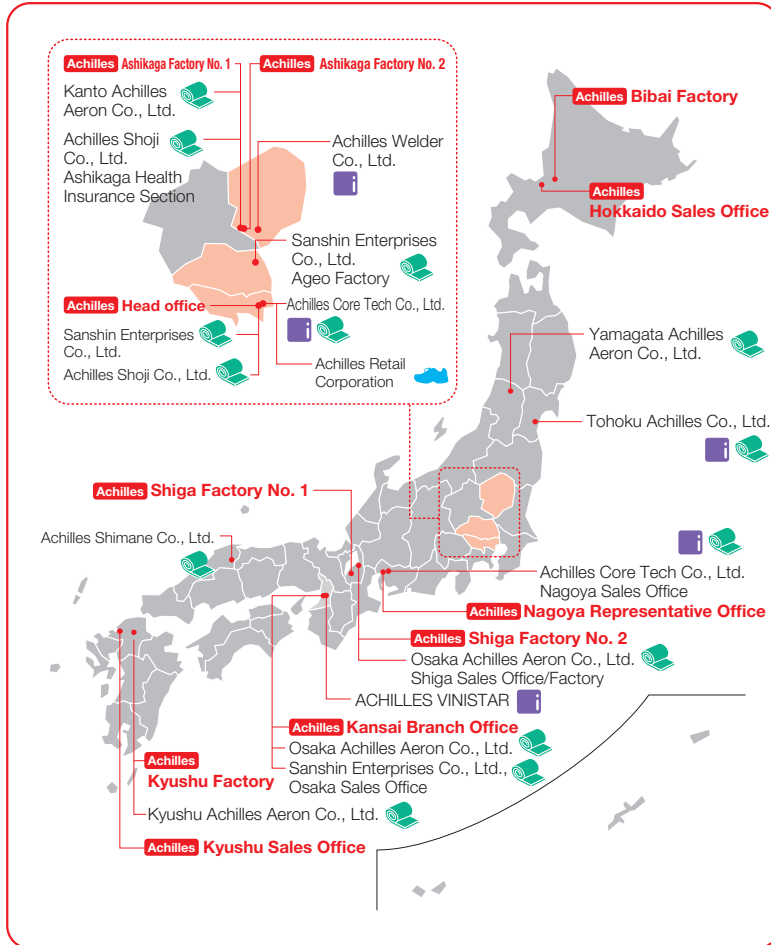 Achilles Ashikaga Factory No. 1
Achilles Ashikaga Factory No. 2
Kanto Achilles
Aeron Co., Ltd.
Achilles Shoji
Co., Ltd.
Ashikaga Health
Insurance Section
Achilles Welder
Co., Ltd.
i
Sanshin Enterprises
Co., Ltd.
Ageo Factory
Achilles Head office
Achilles Core Tech Co., Ltd.
i
Sanshin Enterprises
Co., Ltd.
Achilles Shoji Co., Ltd.
Achilles Retail
Corporation
Achilles Bibai Factory
Achilles
Hokkaido Sales Office
Yamagata Achilles
Aeron Co., Ltd.
Tohoku Achilles Co., Ltd.
i
Achilles Shiga Factory No. 1
Achilles Shimane Co., Ltd.
i
Achilles Core Tech Co., Ltd.
Nagoya Sales Office
Achilles Nagoya Representative Office
Achilles Shiga Factory No. 2
Osaka Achilles Aeron Co., Ltd.
Shiga Sales Office/Factory
ACHILLES VINISTAR
i
Achilles Kansai Branch Office
Osaka Achilles Aeron Co., Ltd.
Sanshin Enterprises Co., Ltd.,
Osaka Sales Office
Achilles
Kyushu Factory
Kyushu Achilles Aeron Co., Ltd.
Achilles Kyushu Sales Office